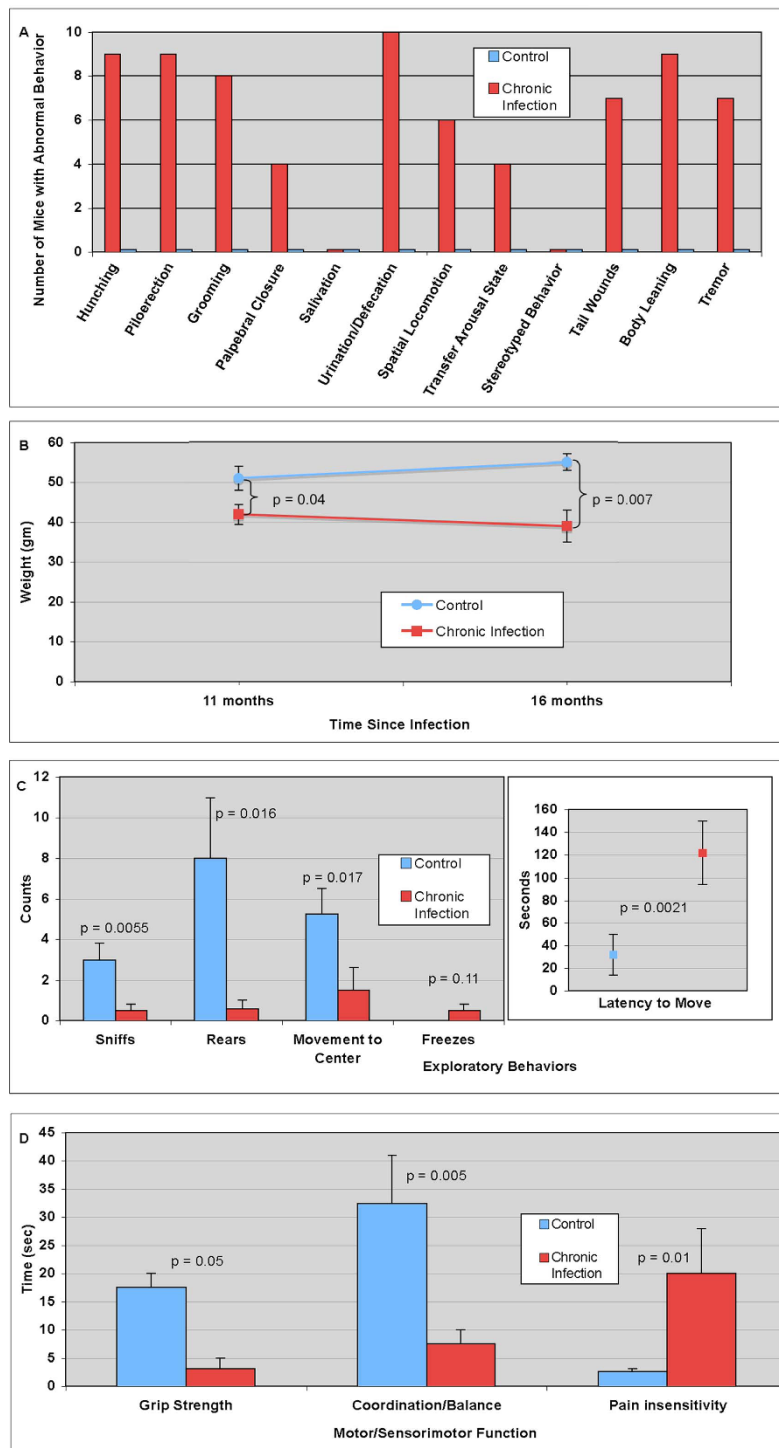 A
Number of Mice with Abnormal Behavior
10
8
6
4
2
0
Control
Chronic
Infection
Hunching
Piloerection
Grooming
Palpebral Closure
Salivation
Urination/Defecation
Spatial Locomotion
Transfer Arousal State
Stereotyped Behavior
Tail Wounds
Body Leaning
Tremor
B
Weight (gm)
60
50
40
30
20
10
0
p = 0.04
p = 0.007
Control
Chronic Infection
11 months
16 months
Time Since Infection
C
Counts
12
10
8
6
4
2
0
p = 0.0055
p = 0.016
p = 0.017
p = 0.11
Control
Chronic
Infection
Sniffs
Rears
Movement to
Center
Freezes
Exploratory Behaviors
Seconds
160
140
120
100
80
60
40
20
0
p = 0.0021
Latency to Move
D
Time (sec)
45
40
35
30
25
20
15
10
5
0
p = 0.05
p = 0.005
p = 0.01
Control
Chronic
Infection
Grip Strength
Coordination/Balance
Pain insensitivity
Motor/Sensorimotor Function